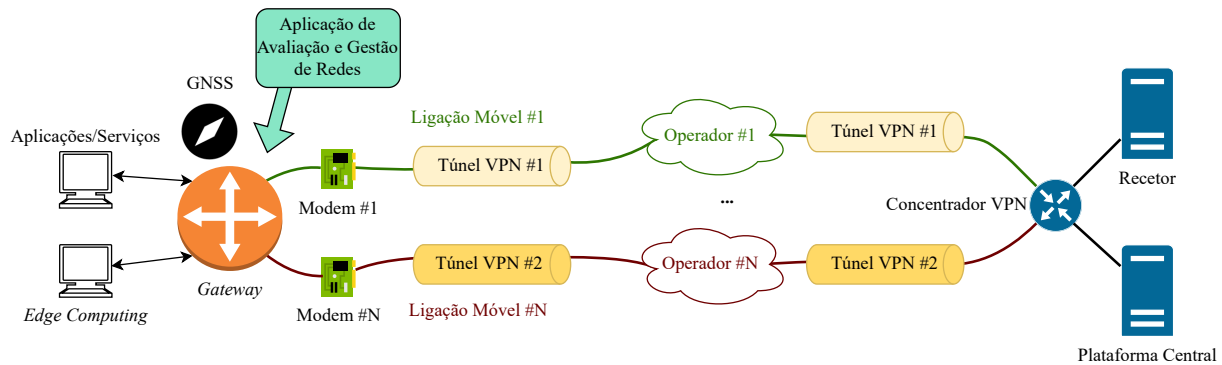 Aplicação de
Avaliação e Gestão
de Redes
GNSS
Aplicações/Serviços
Ligação Móvel #1
Túnel VPN #1
Operador #1
Túnel VPN #1
Modem #1
...
Concentrador VPN
Recetor
Gateway
Edge Computing
Modem #N
Túnel VPN #2
Ligação Móvel #N
Operador #N
Túnel VPN #2
Plataforma Central